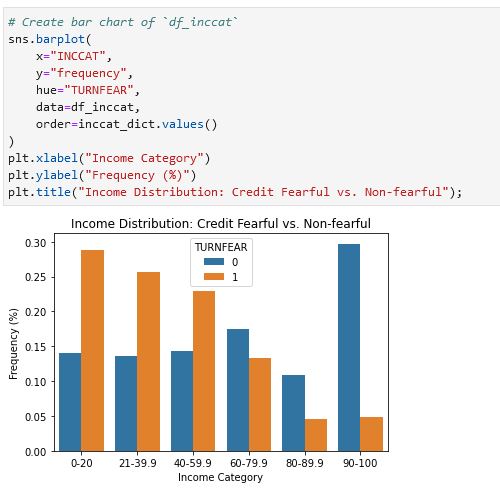 # Create bar chart of `df_inccat`
sns.barplot(
    x="INCCAT",
    y="frequency",
    hue="TURNFEAR",
    data=df_inccat,
    order=inccat_dict.values()
)
plt.xlabel("Income Category")
plt.ylabel("Frequency (%)")
plt.title("Income Distribution: Credit Fearful vs. Non-fearful");
Income Distribution: Credit Fearful vs. Non-fearful
TURNFEAR
0
1
0.30
0.25
0.20
0.15
0.10
0.05
0.00
Frequency (%)
0-20 21-39.9 40-59.9 60-79.9 80-89.9 90-100
Income Category